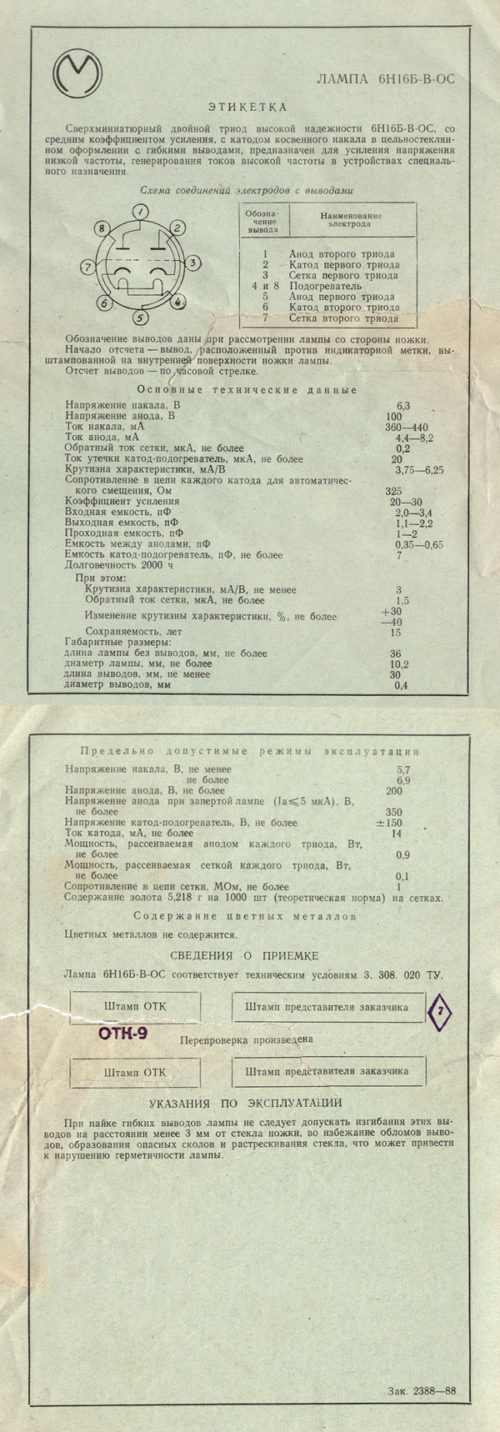 ЛАМПА 6Н16Б-В-ОС
ЭТИКЕТКА
Сверхминиатюрный двойной триод высокой надежности 6Н16Б-В-ОС, со
средним коэффициентом усиления, с катодом косвенного накала в цельностеклян-
ном оформлении с гибкими выводами, предназначен для усиления напряжения
низкой частоты, генерирования токов высокой частоты в устройствах специаль-
ного назначения.
Схема соединений электродов с выводами
1
8 2
7 3
6 4
5
Обозна-
чение
вывода
Наименование
электрода
1 Анод второго триода
2 Катод первого триода
3 Сетка первого триода
4 и 8 Подогреватель
5 Анод первого триода
6 Катод второго триода
7 Сетка второго триода
Обозначение выводов даны при рассмотрении лампы со стороны ножки.
Начало отсчета — вывод, расположенный против индикаторной метки, вы-
штампованной на внутренней поверхности ножки лампы.
Отсчет выводов — по часовой стрелке.
Основные технические данные
Напряжение накала, В 6,3
Напряжение анода, В 100
Ток накала, мА 360—440
Ток анода, мА 4,4—8,2
Обратный ток сетки, мкА, не более 0,2
Ток утечки катод-подогреватель, мкА, не более 20
Крутизна характеристики, мА/В 3,75—6,25
Сопротивление в цепи каждого катода для автоматичес-
кого смещения, Ом 325
Коэффициент усиления 20—30
Входная емкость, пФ 2,0—3,4
Выходная емкость, пФ 1,1—2,2
Проходная емкость, пФ 1—2
Емкость между анодами, пФ 0,35—0,65
Емкость катод-подогреватель, пФ, не более 7
Долговечность 2000 ч
При этом:
Крутизна характеристики, мА/В, не менее 3
Обратный ток сетки, мкА, не более 1,5
Изменение крутизны характеристики, %, не более +30
—40
Сохраняемость, лет 15
Габаритные размеры:
длина лампы без выводов, мм, не более 36
диаметр лампы, мм, не более 10,2
длина выводов, мм, не менее 30
диаметр выводов, мм 0,4
Предельно допустимые режимы эксплуатации
Напряжение накала, В, не менее 5,7
не более 6,9
Напряжение анода, В, не более 200
Напряжение анода при запертой лампе (Iа⩽5 мкА), В,
не более 350
Напряжение катод-подогреватель, В, не более ±150
Ток катода, мА, не более 14
Мощность, рассеиваемая анодом каждого триода, Вт,
не более 0,9
Мощность, рассеиваемая сеткой каждого триода, Вт,
не более 0,1
Сопротивление в цепи сетки, МОм, не более 1
Содержание золота 5,218 г на 1000 шт (теоретическая норма) на сетках.
Содержание цветных металлов
Цветных металлов не содержится.
СВЕДЕНИЯ О ПРИЕМКЕ
Лампа 6Н16Б-В-ОС соответствует техническим условиям 3. 308. 020 ТУ.
Штамп ОТК Штамп представителя заказчика 7
ОТК-9
Перепроверка произведена
Штамп ОТК Штамп представителя заказчика
УКАЗАНИЯ ПО ЭКСПЛУАТАЦИИ
При пайке гибких выводов лампы не следует допускать изгибания этих вы-
водов на расстоянии менее 3 мм от стекла ножки, во избежание обломов выво-
дов, образования опасных сколов и растрескивания стекла, что может привести
к нарушению герметичности лампы.
Зак. 2388—88